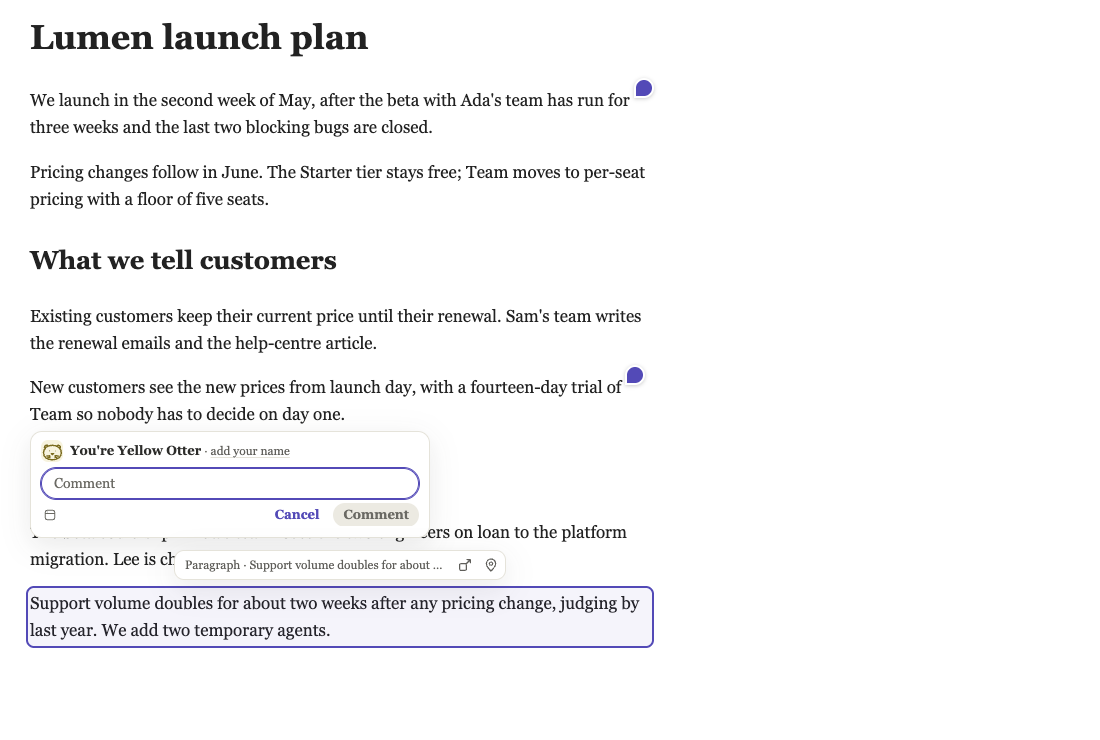 Lumen launch plan
We launch in the second week of May, after the beta with Ada's team has run for
three weeks and the last two blocking bugs are closed.
Pricing changes follow in June. The Starter tier stays free; Team moves to per-seat
pricing with a floor of five seats.
What we tell customers
Existing customers keep their current price until their renewal. Sam's team writes
the renewal emails and the help-centre article.
New customers see the new prices from launch day, with a fourteen-day trial of
Team so nobody has to decide on day one.
You're Yellow Otter · add your name
Comment
Cancel Comment
on loan to the platform
migration. Lee is
Paragraph · Support volume doubles for about ...
Support volume doubles for about two weeks after any pricing change, judging by
last year. We add two temporary agents.